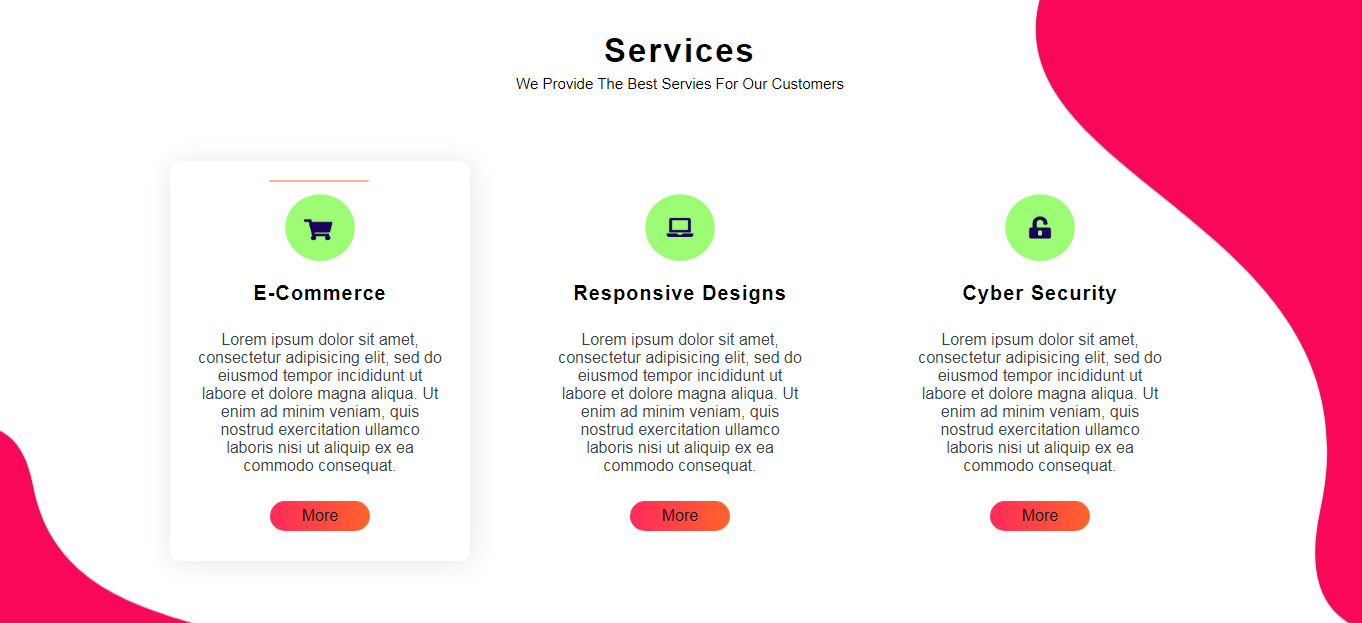 Services
We Provide The Best Servies For Our Customers
E-Commerce
Lorem ipsum dolor sit amet,
consectetur adipisicing elit, sed do
eiusmod tempor incididunt ut
labore et dolore magna aliqua. Ut
enim ad minim veniam, quis
nostrud exercitation ullamco
laboris nisi ut aliquip ex ea
commodo consequat.
More
Responsive Designs
Lorem ipsum dolor sit amet,
consectetur adipisicing elit, sed do
eiusmod tempor incididunt ut
labore et dolore magna aliqua. Ut
enim ad minim veniam, quis
nostrud exercitation ullamco
laboris nisi ut aliquip ex ea
commodo consequat.
More
Cyber Security
Lorem ipsum dolor sit amet,
consectetur adipisicing elit, sed do
eiusmod tempor incididunt ut
labore et dolore magna aliqua. Ut
enim ad minim veniam, quis
nostrud exercitation ullamco
laboris nisi ut aliquip ex ea
commodo consequat.
More